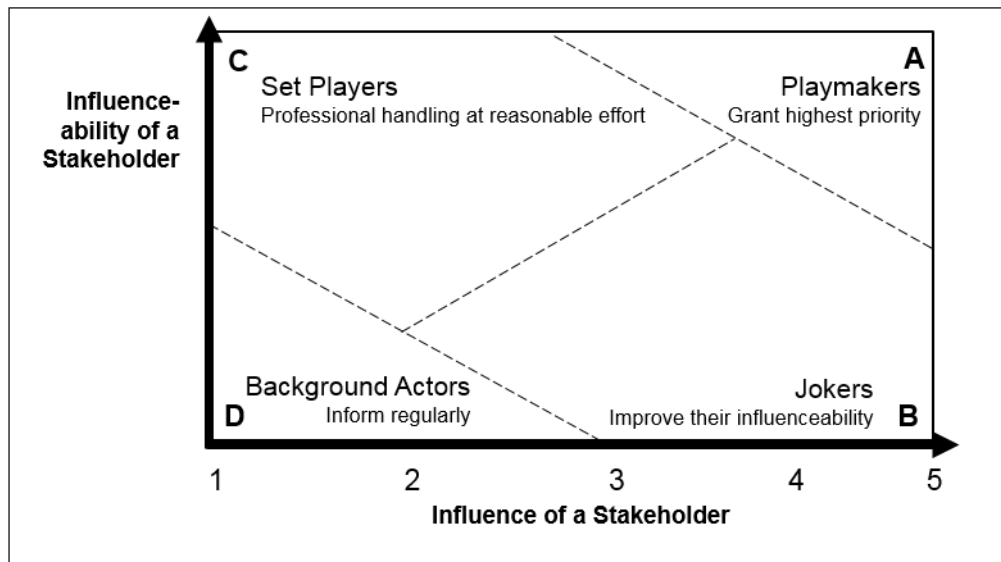 C
A
Set Players
Professional handling at reasonable effort
Playmakers
Grant highest priority
Influence-
ability of a
Stakeholder
Background Actors
Inform regularly
D
Jokers
Improve their influenceability
B
1 2 3 4 5
Influence of a Stakeholder